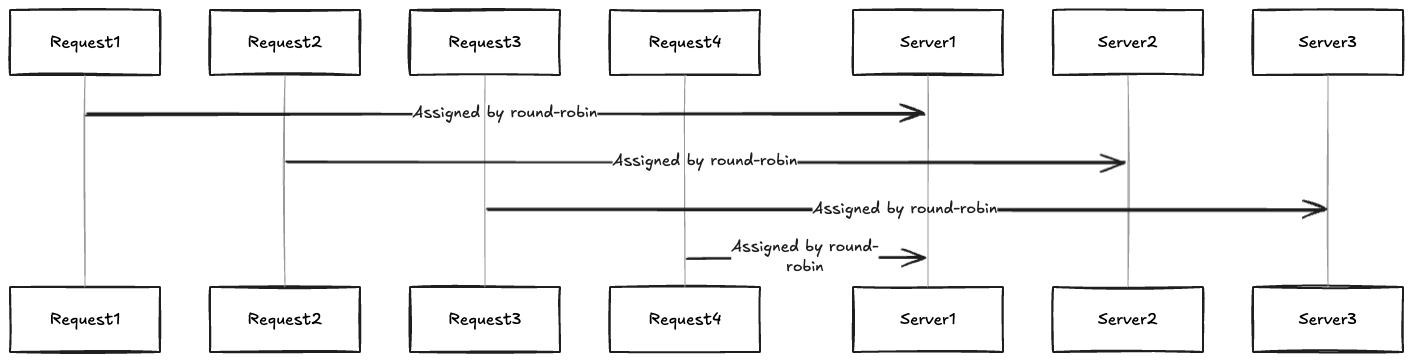 Request1
Request2
Request3
Request4
Server1
Server2
Server3
Assigned by round-robin
Assigned by round-robin
Assigned by round-robin
Assigned by round-
robin
Request1
Request2
Request3
Request4
Server1
Server2
Server3